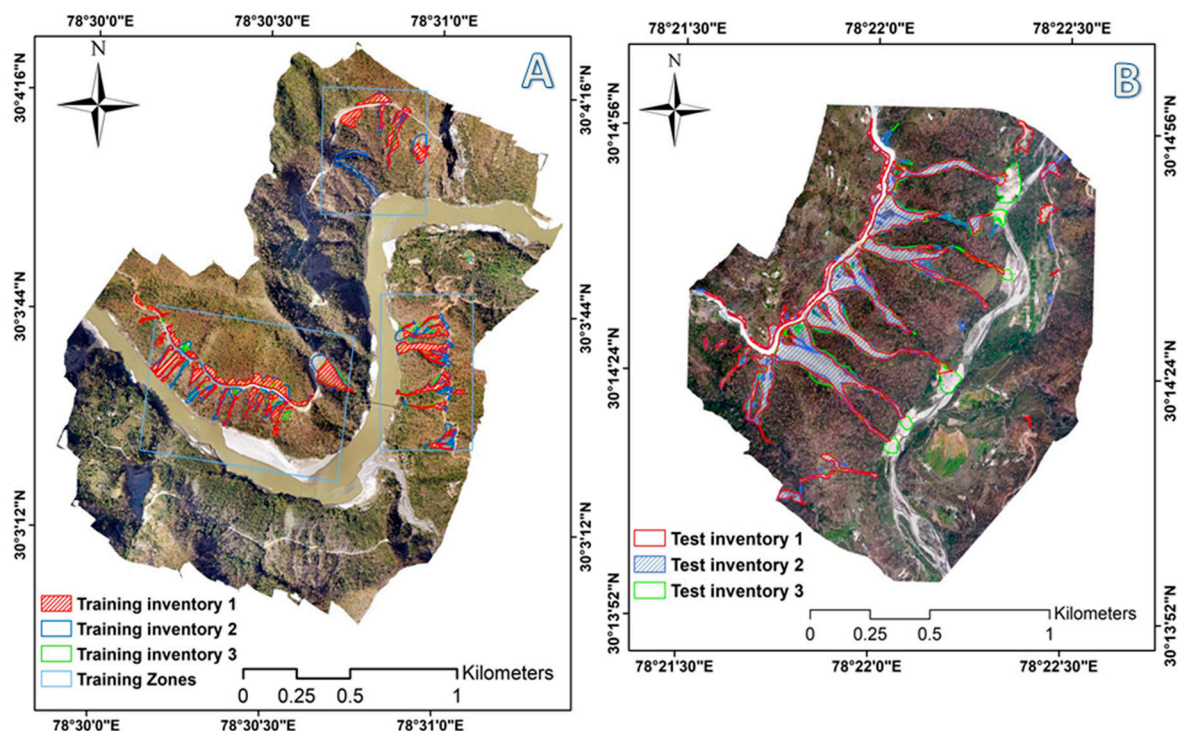 78°30'0"E 78°30'30"E 78°31'0"E
N
A
30°4'16"N
30°4'16"N
30°3'44"N
30°3'44"N
30°3'12"N
30°3'12"N
Training inventory 1
Training inventory 2
Training inventory 3
Training Zones
Kilometers
0 0.25 0.5 1
78°30'0"E 78°30'30"E 78°31'0"E
78°21'30"E 78°22'0"E 78°22'30"E
N
B
30°14'56"N
30°14'56"N
30°14'24"N
30°14'24"N
30°13'52"N
30°13'52"N
Test inventory 1
Test inventory 2
Test inventory 3
Kilometers
0 0.25 0.5 1
78°21'30"E 78°22'0"E 78°22'30"E